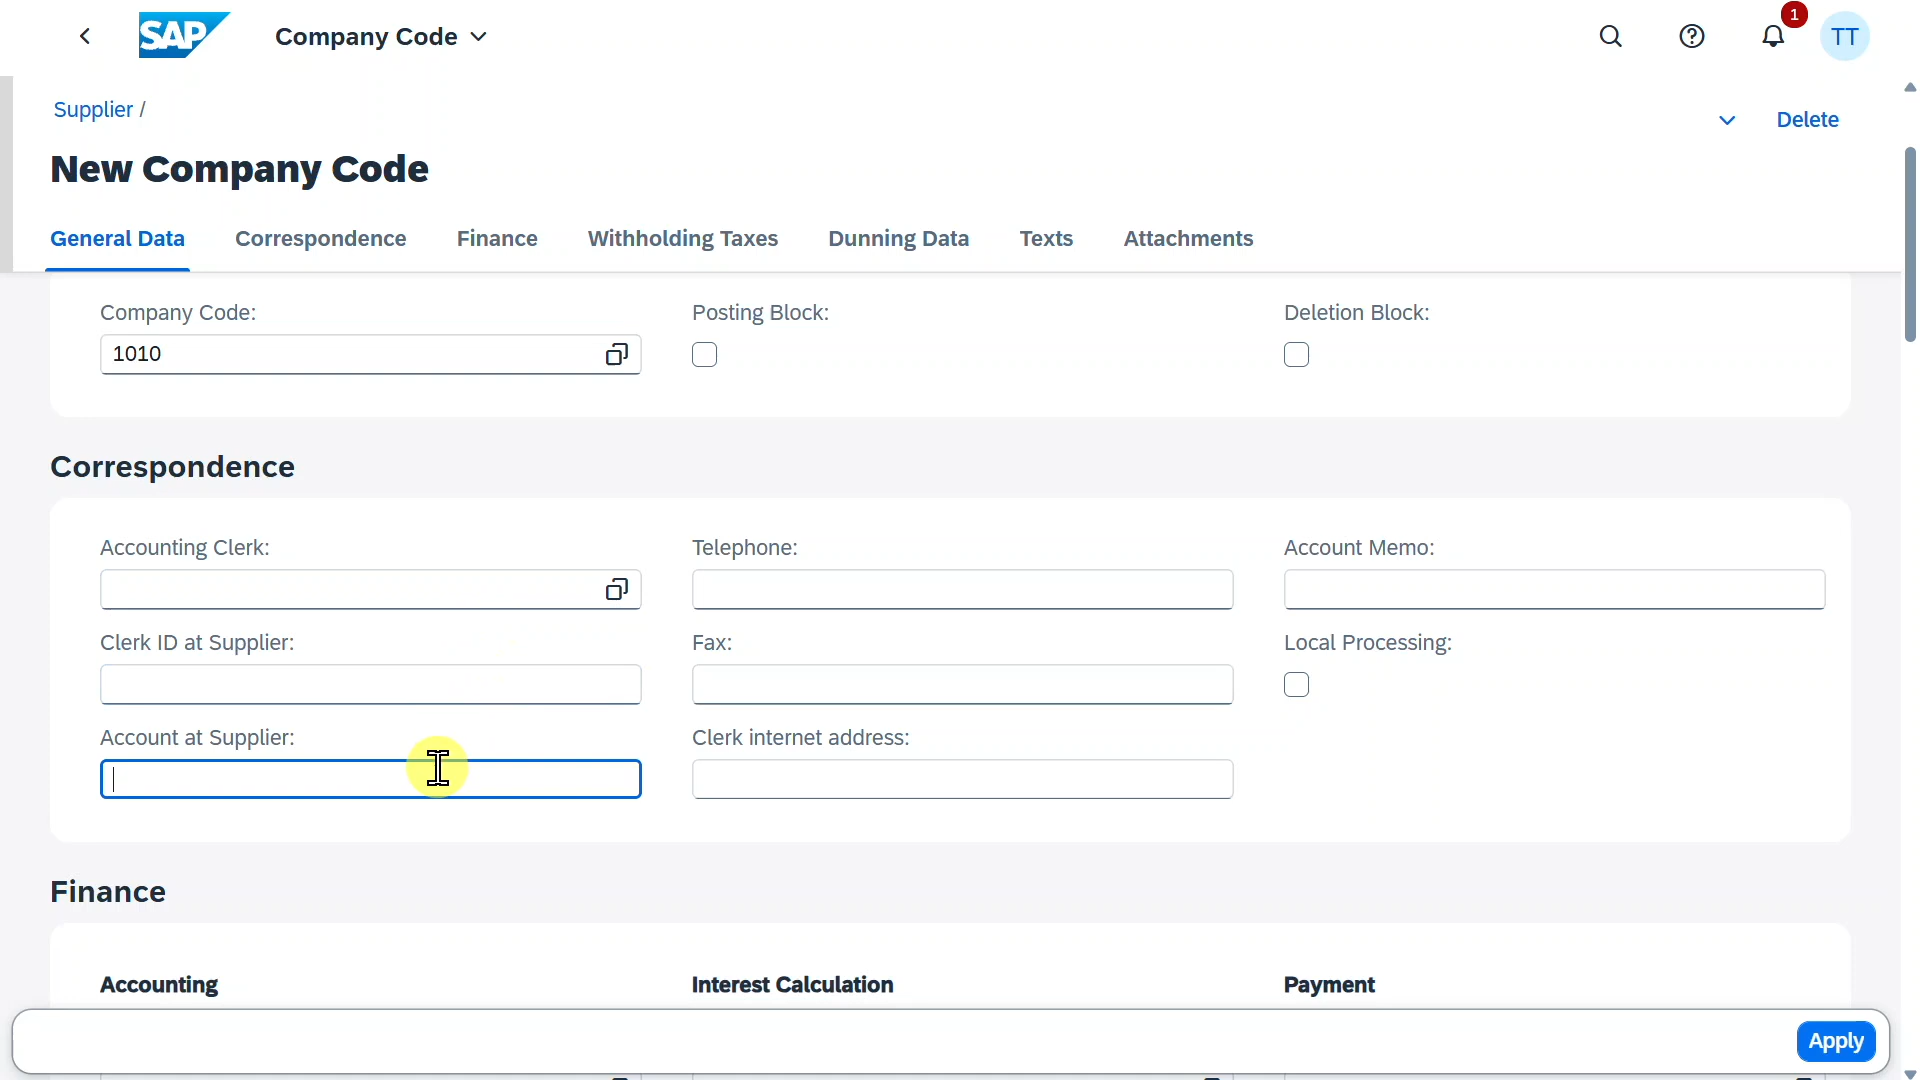 SAP
Company Code
1
TT
Supplier /
Delete
New Company Code
General Data Correspondence Finance Withholding Taxes Dunning Data Texts Attachments
Company Code: Posting Block: Deletion Block:
1010
Correspondence
Accounting Clerk: Telephone: Account Memo:
Clerk ID at Supplier: Fax: Local Processing:
Account at Supplier: Clerk internet address:
Finance
Accounting Interest Calculation Payment
Apply